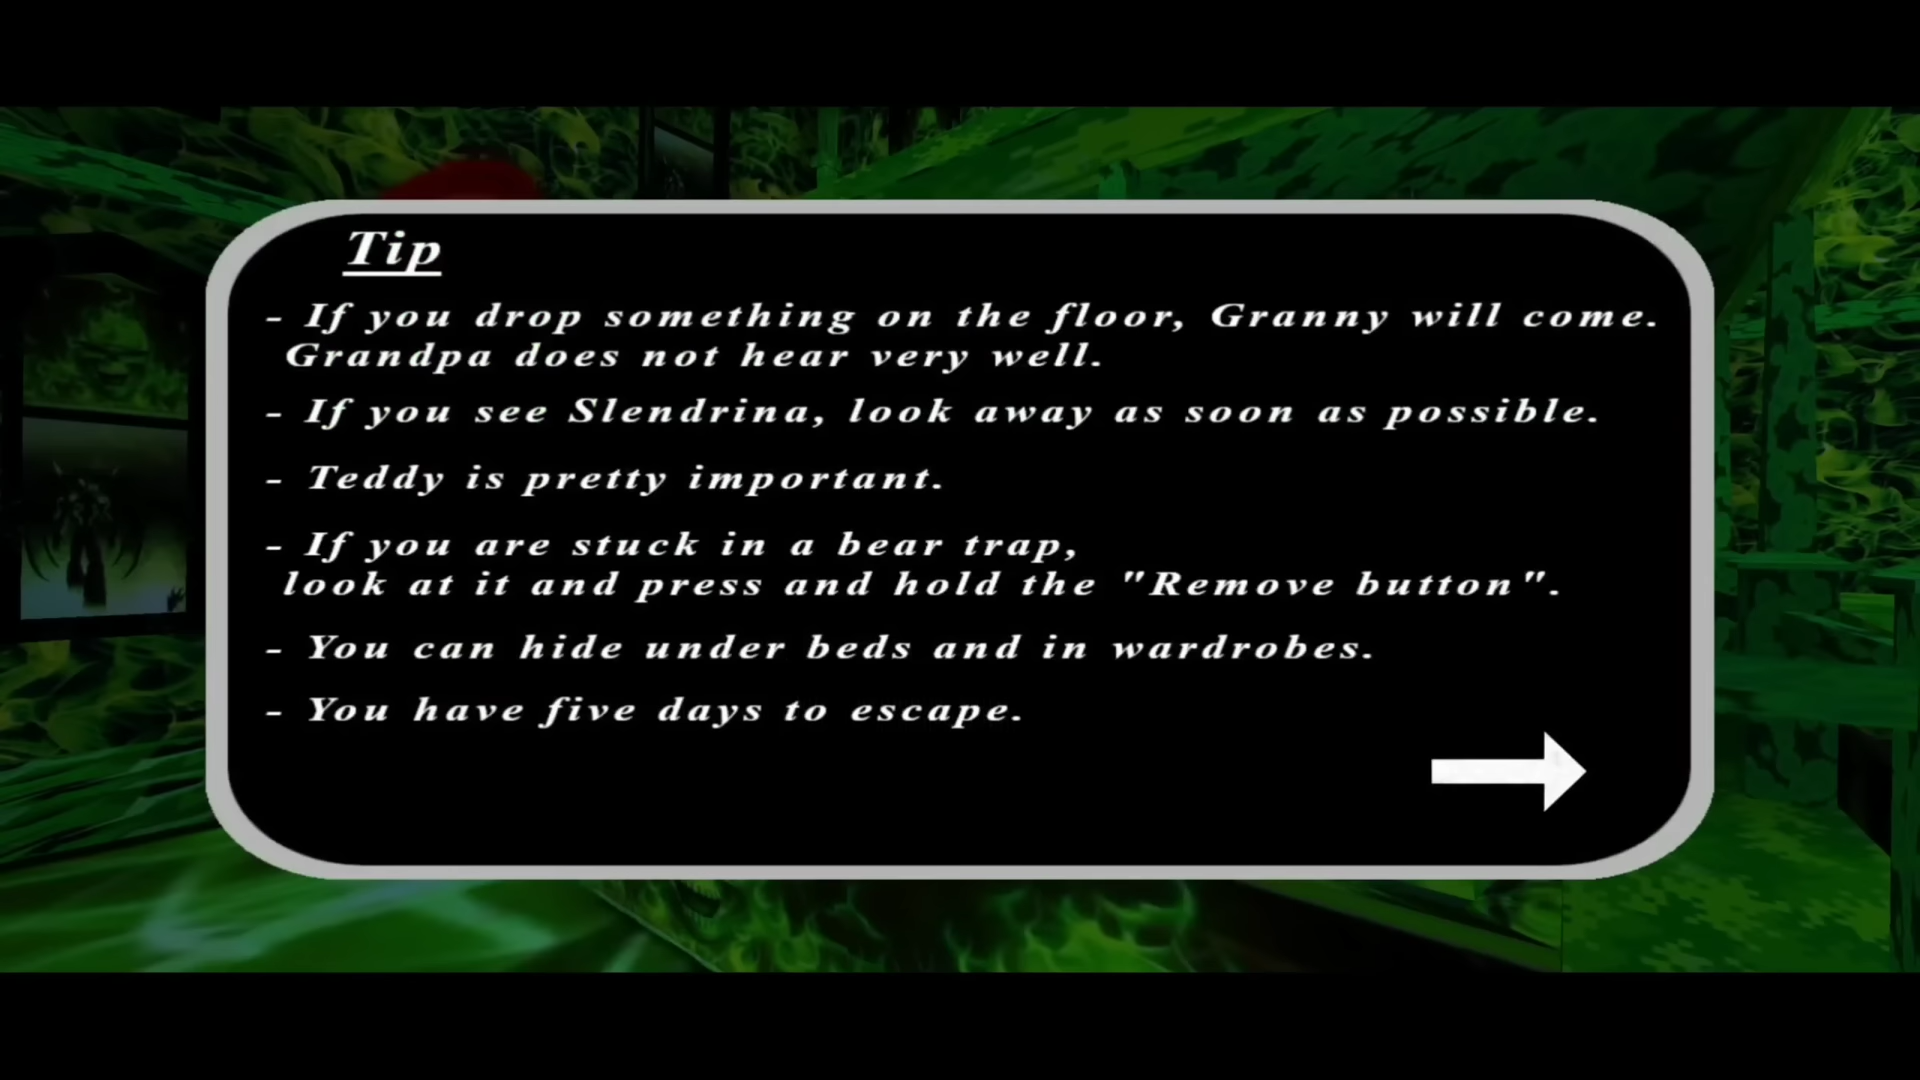 Tip
- If you drop something on the floor, Granny will come.
Grandpa does not hear very well.
- If you see Slendrina, look away as soon as possible.
- Teddy is pretty important.
- If you are stuck in a bear trap,
look at it and press and hold the "Remove button".
- You can hide under beds and in wardrobes.
- You have five days to escape.